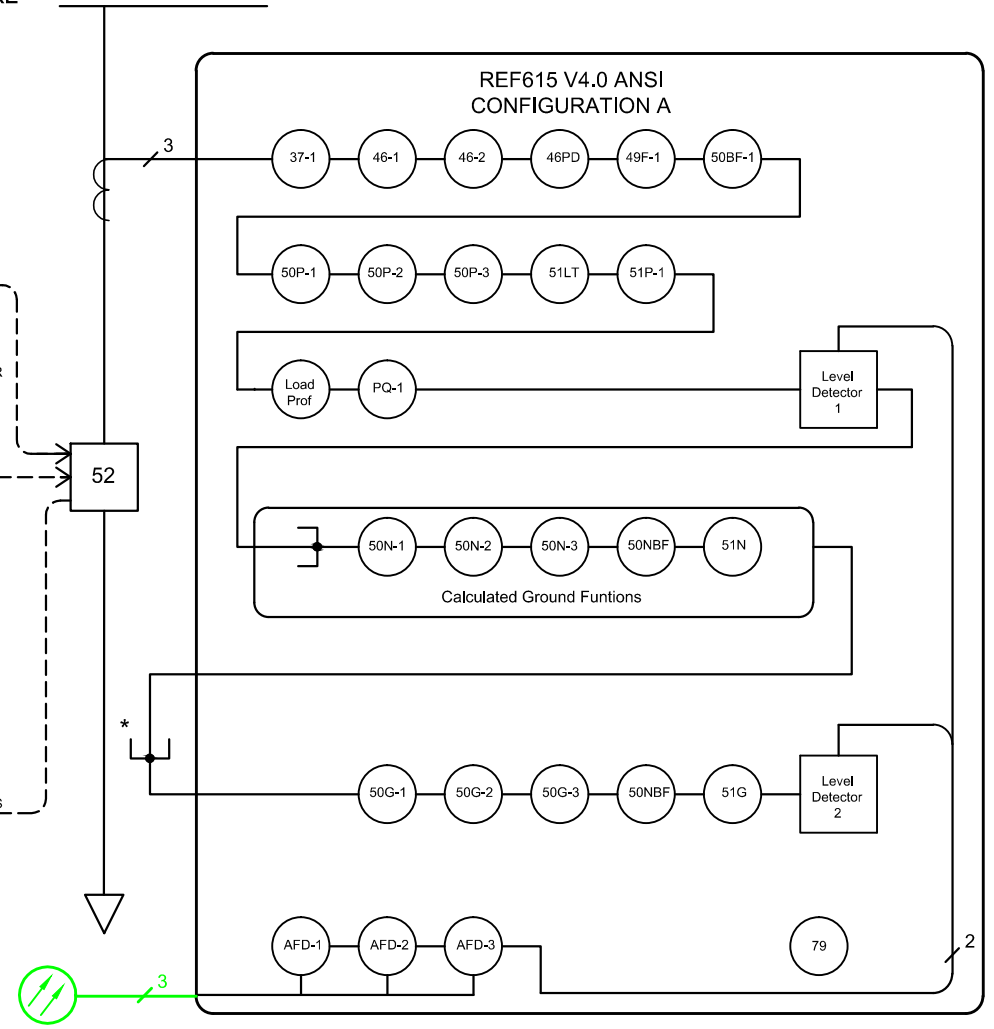 REF615 V4.0 ANSI
CONFIGURATION A
3
37-1 46-1 46-2 46PD 49F-1 50BF-1
50P-1 50P-2 50P-3 51LT 51P-1
Load
Prof
PQ-1
Level
Detector
1
52
50N-1 50N-2 50N-3 50NBF 51N
Calculated Ground Funtions
*
50G-1 50G-2 50G-3 50NBF 51G
Level
Detector
2
AFD-1 AFD-2 AFD-3 79
2
3